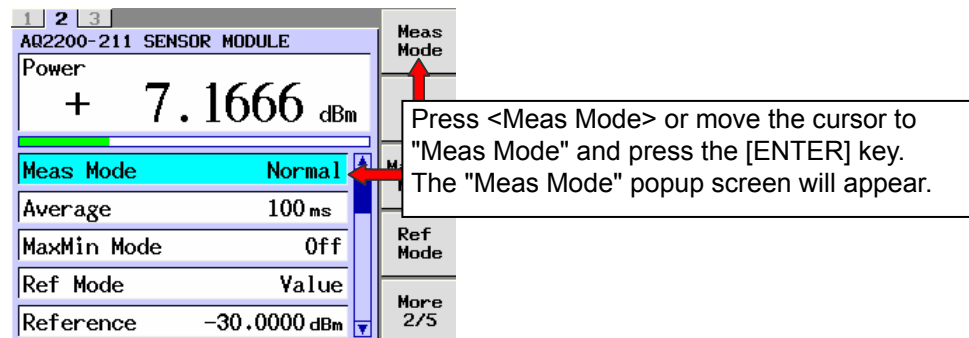 1 2 3
AQ2200-211 SENSOR MODULE
Power
+ 7.1666 dBm
Meas Mode Normal
Average 100 ms
MaxMin Mode Off
Ref Mode Value
Reference -30.0000 dBm
Meas
Mode
Press <Meas Mode> or move the cursor to
"Meas Mode" and press the [ENTER] key.
The "Meas Mode" popup screen will appear.
Ref
Mode
More
2/5